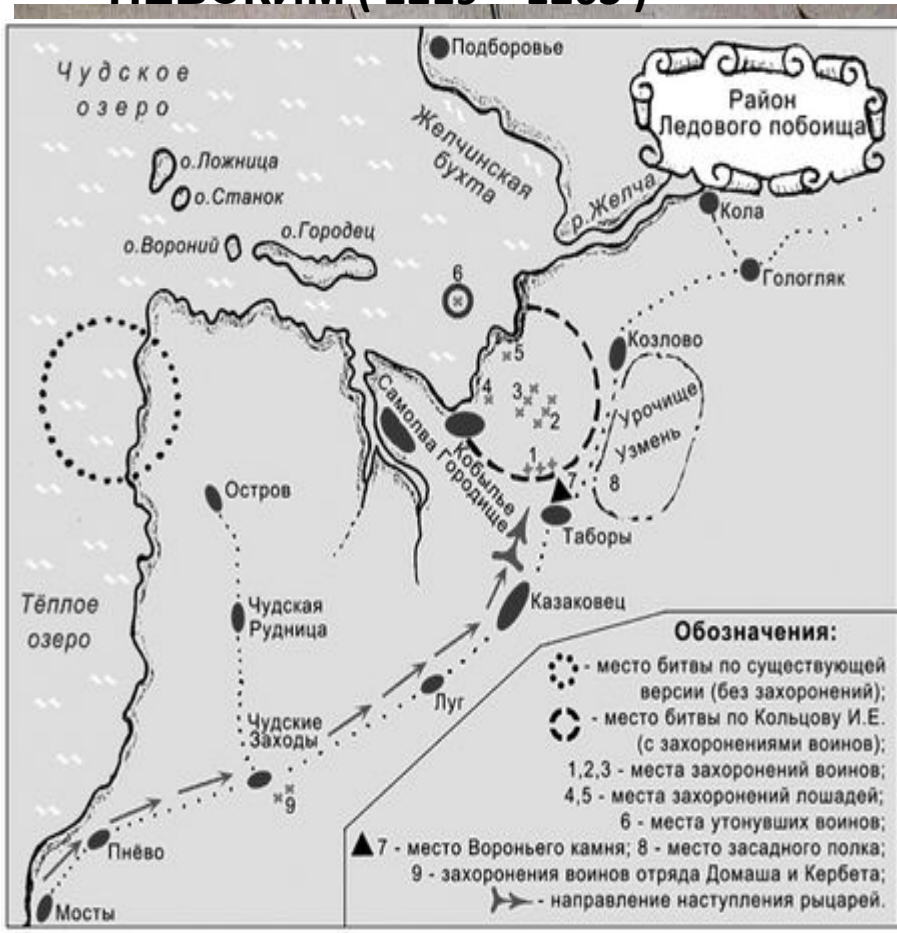 НЕВСКИМ ( 1219 - 1263 )
Чудское
озеро
Подборовье
Район
Ледового побоища
Желчинская
бухта
о.Ложница
о.Станок
р.Желча
Кола
о.Вороний
о.Городец
6
Гологляк
Козлово
5
4
3
2
1
Урочище
Узмень
7
8
Самолва
Кобылье
Городище
Остров
Таборы
Тёплое
озеро
Чудская
Рудница
Казаковец
Луг
Чудские
Заходы
9
Пнёво
Мосты
Обозначения:
- место битвы по существующей
версии (без захоронений);
- место битвы по Кольцову И.Е.
(с захоронениями воинов);
1,2,3 - места захоронений воинов;
4,5 - места захоронений лошадей;
6 - места утонувших воинов;
7 - место Вороньего камня; 8 - место засадного полка;
9 - захоронения воинов отряда Домаша и Кербета;
- направление наступления рыцарей.